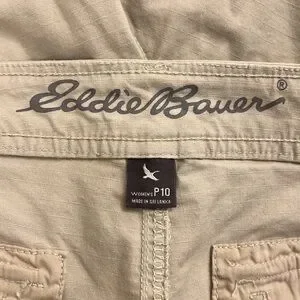 Eddie Bauer®
WOMEN'S P10
MADE IN SRI LANKA